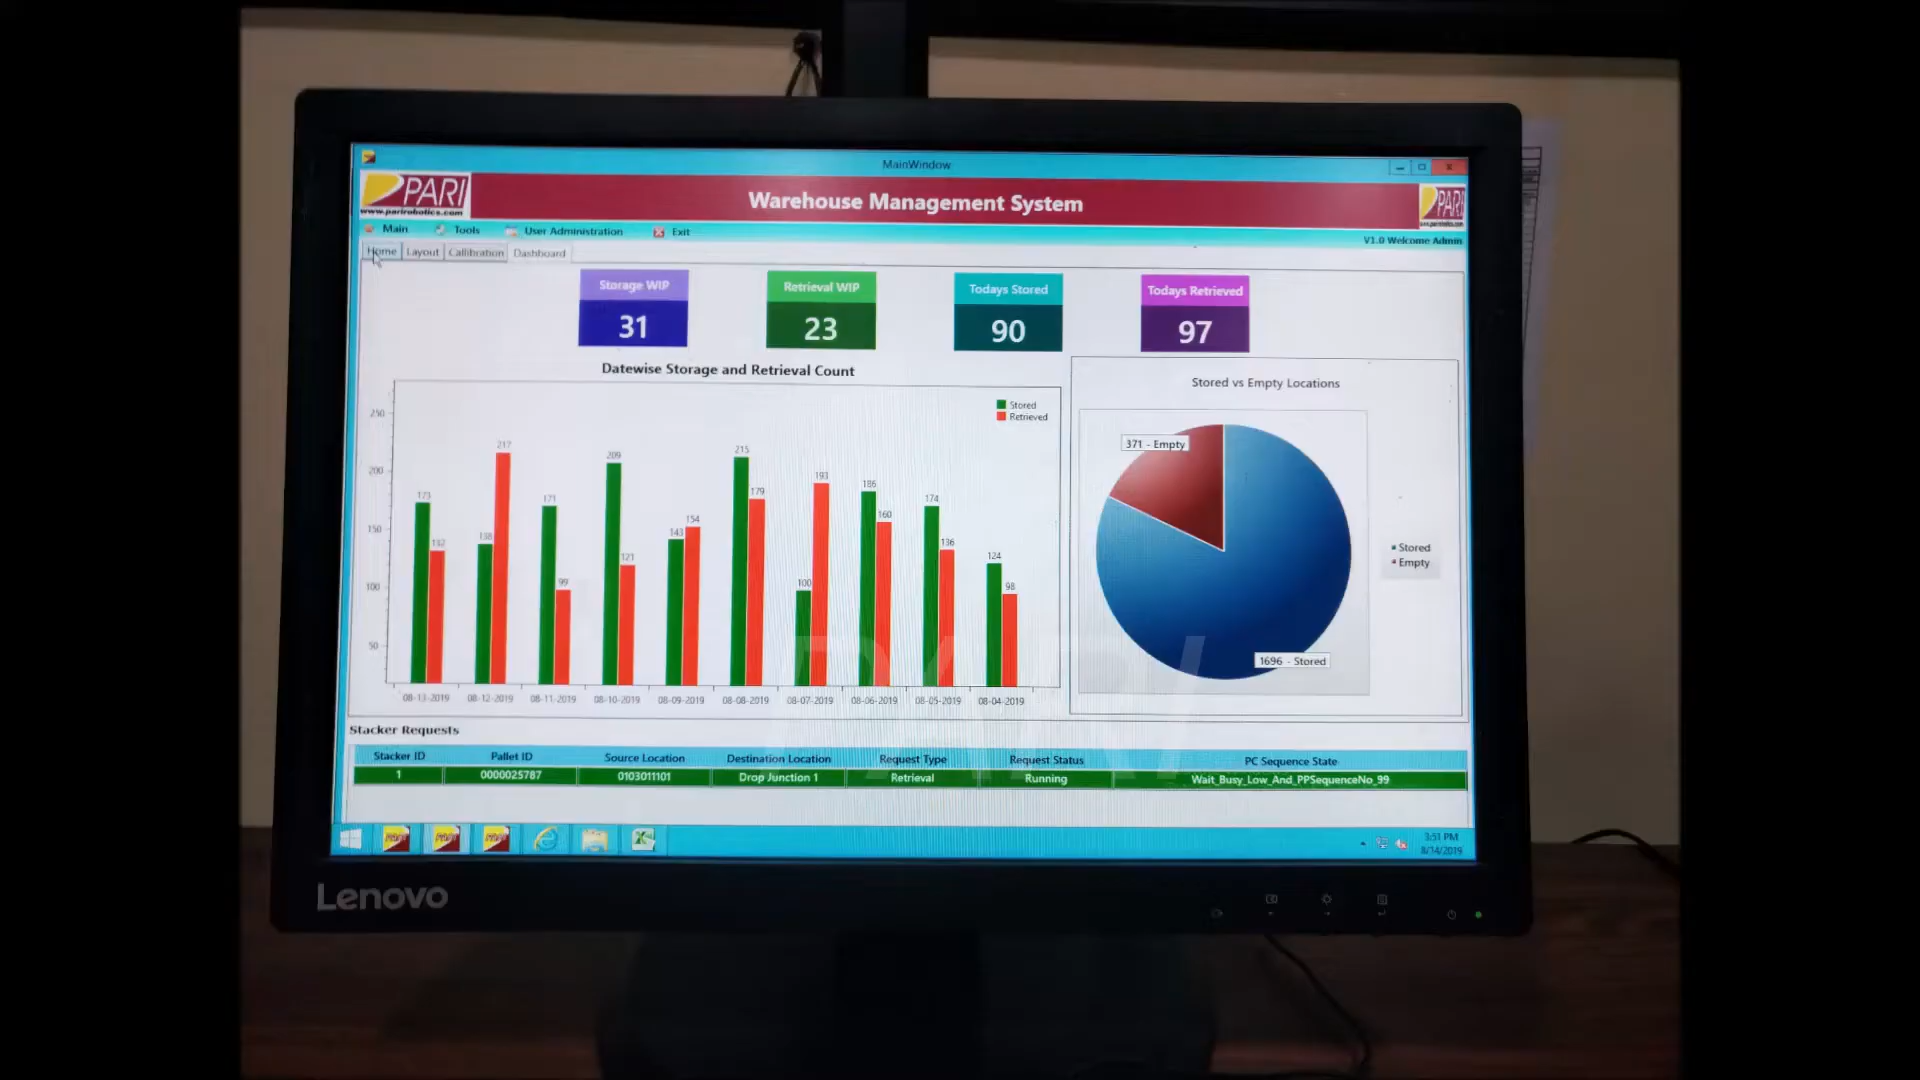 MainWindow
PARI
www.parirobotics.com
Warehouse Management System
PARI
Main Tools User Administration Exit
V1.0 Welcome Admin
Home Layout Callibration Dashboard
Storage WIP
31
Retrieval WIP
23
Todays Stored
90
Todays Retrieved
97
Datewise Storage and Retrieval Count
Stored
Retrieved
250
200
150
100
50
173 132 138 217 171 99 209 121 143 154 215 179 100 193 186 160 174 136 124 98
08-13-2019 08-12-2019 08-11-2019 08-10-2019 08-09-2019 08-08-2019 08-07-2019 08-06-2019 08-05-2019 08-04-2019
Stored vs Empty Locations
371 - Empty
1696 - Stored
Stored
Empty
Stacker Requests
Stacker ID Pallet ID Source Location Destination Location Request Type Request Status PC Sequence State
1 0000025787 0103011101 Drop Junction 1 Retrieval Running Wait_Busy_Low_And_PPSequenceNo_99
PARI
3:51 PM
8/14/2019
Lenovo